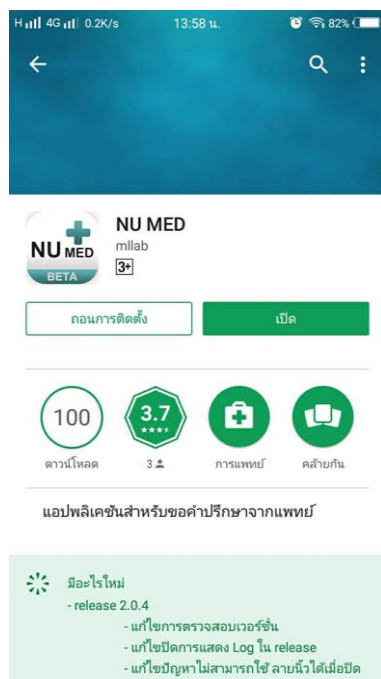 H 4G 0.2K/s 13:58 น. 82%
NU MED
BETA
NU MED
mllab
3+
ถอนการติดตั้ง
เปิด
100
3.7
ดาวน์โหลด
3
การแพทย์
คล้ายกัน
แอปพลิเคชันสำหรับขอคำปรึกษาจากแพทย์
มีอะไรใหม่
- release 2.0.4
- แก้ไขการตรวจสอบเวอร์ชั่น
- แก้ไขปิดการแสดง Log ใน release
- แก้ไขปัญหาไม่สามารถใช้ ลายนิ้วได้เมื่อปิด